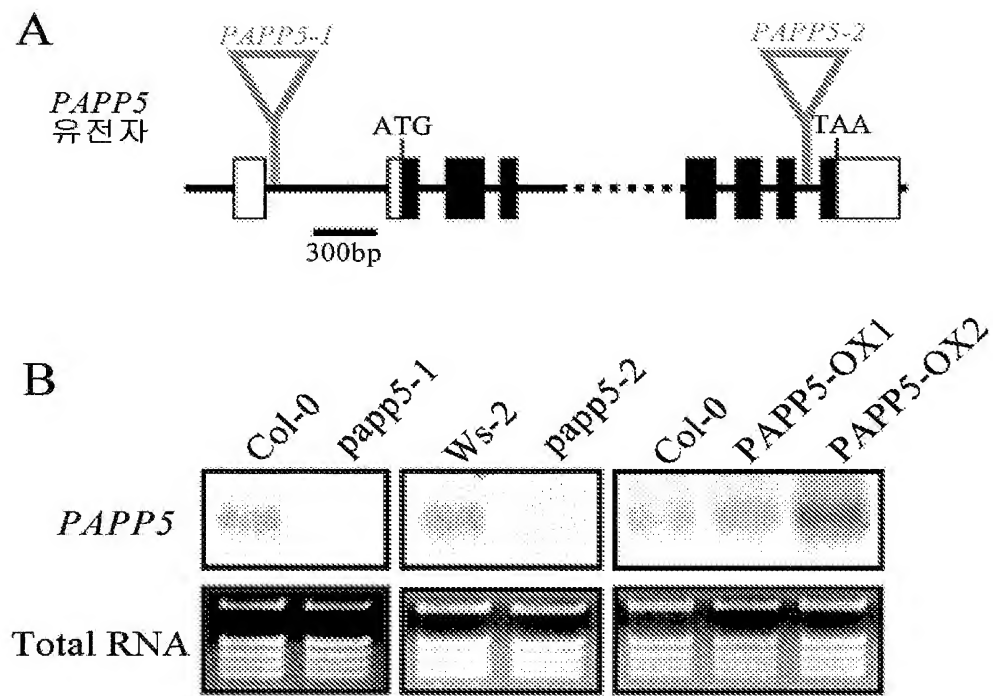 A
PAPP5-1
PAPP5-2
PAPP5
유전자
ATG
TAA
300bp
B
Col-0
papp5-1
Ws-2
papp5-2
Col-0
PAPP5-OX1
PAPP5-OX2
PAPP5
Total RNA